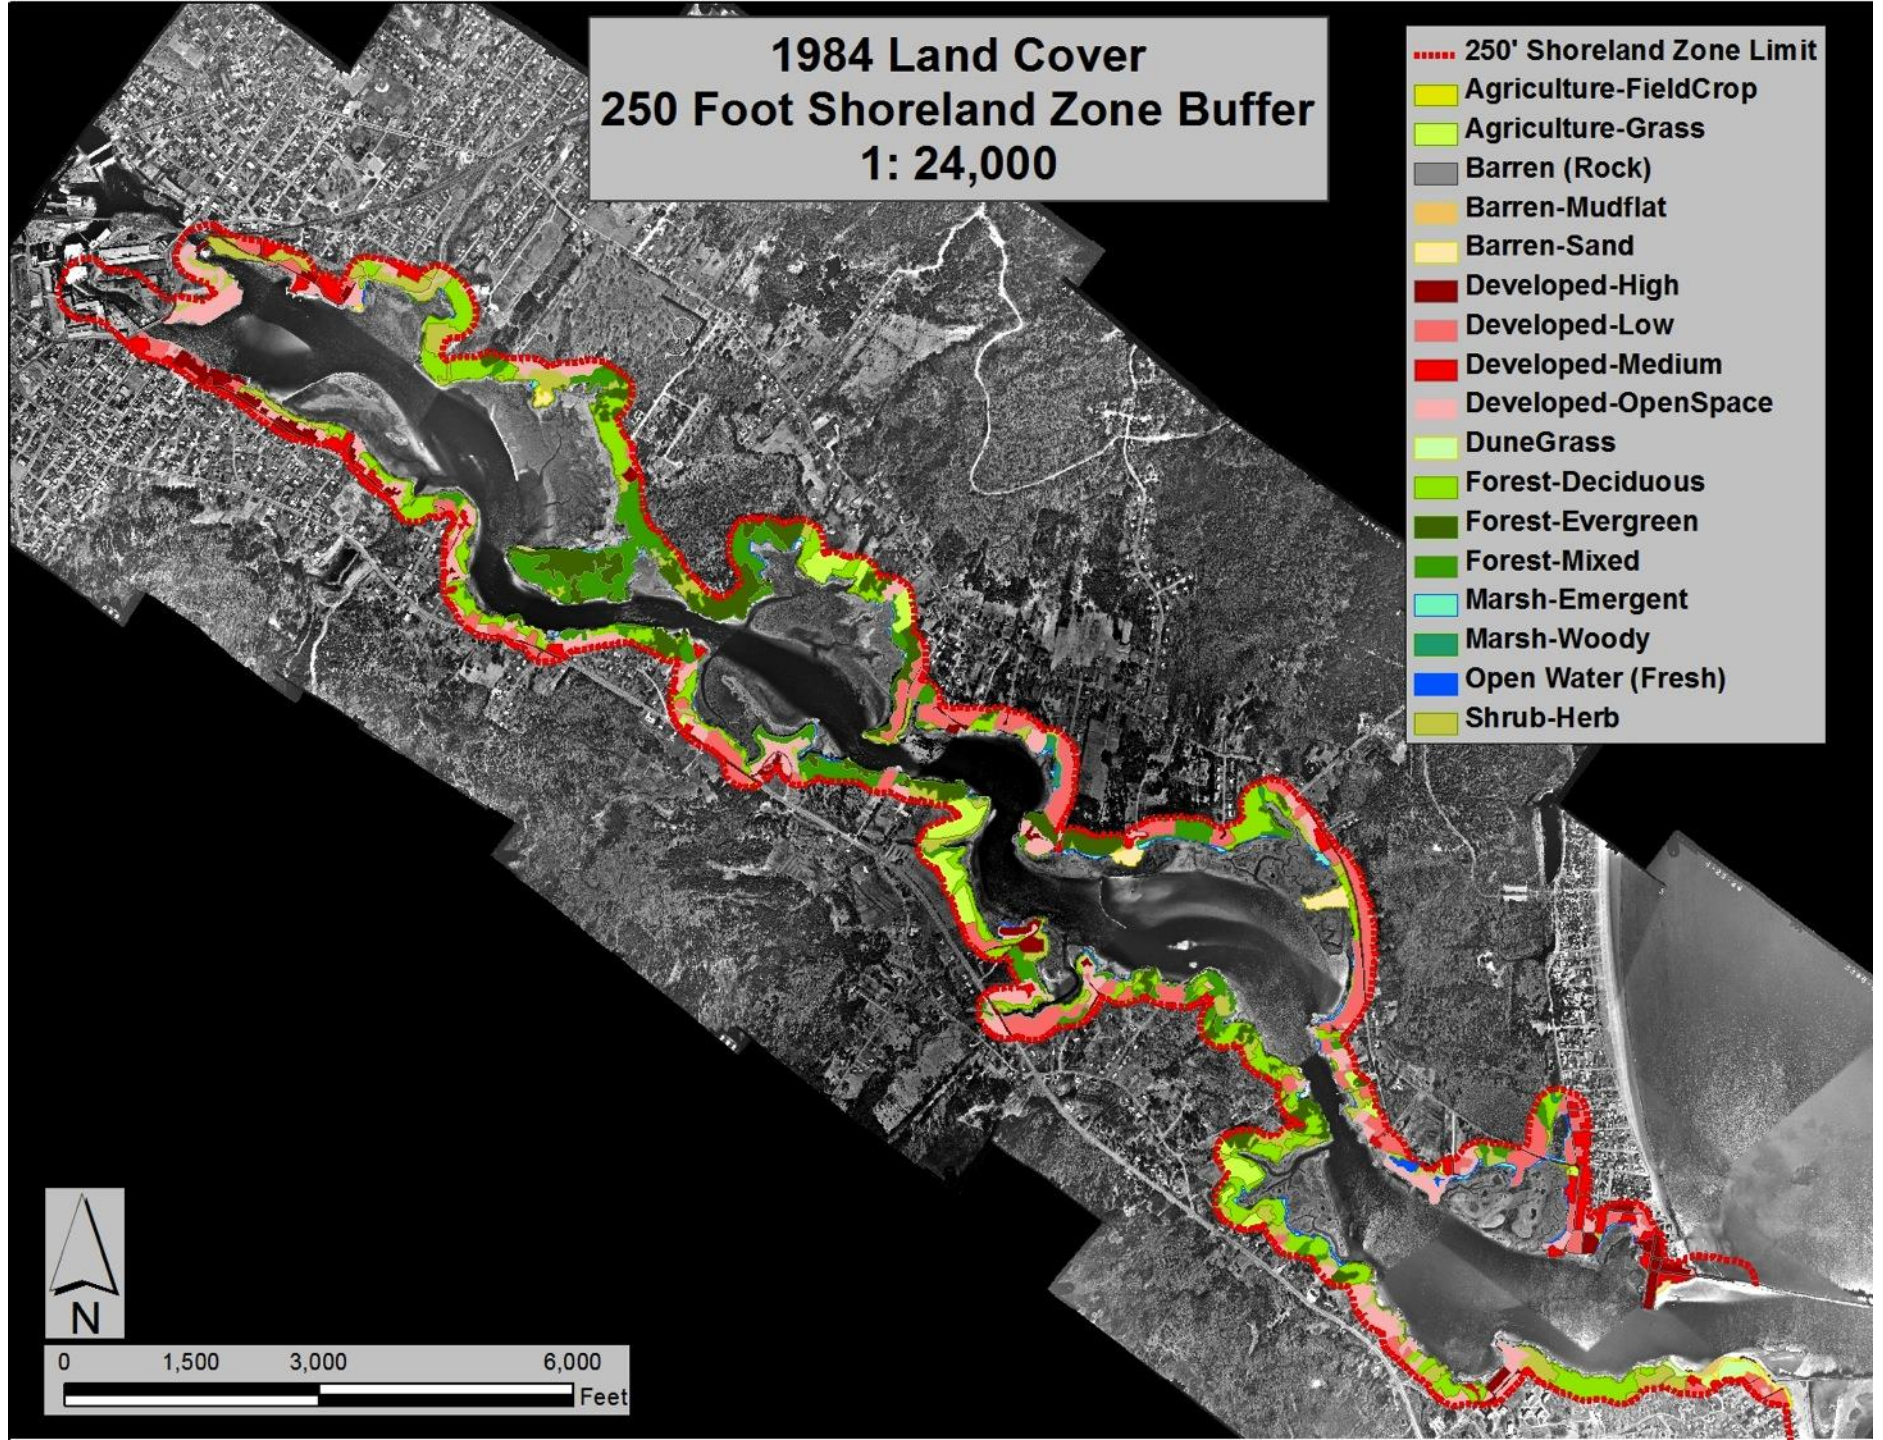 1984 Land Cover
250 Foot Shoreland Zone Buffer
1: 24,000
250' Shoreland Zone Limit
Agriculture-FieldCrop
Agriculture-Grass
Barren (Rock)
Barren-Mudflat
Barren-Sand
Developed-High
Developed-Low
Developed-Medium
Developed-OpenSpace
DuneGrass
Forest-Deciduous
Forest-Evergreen
Forest-Mixed
Marsh-Emergent
Marsh-Woody
Open Water (Fresh)
Shrub-Herb
N
0 1,500 3,000 6,000
Feet